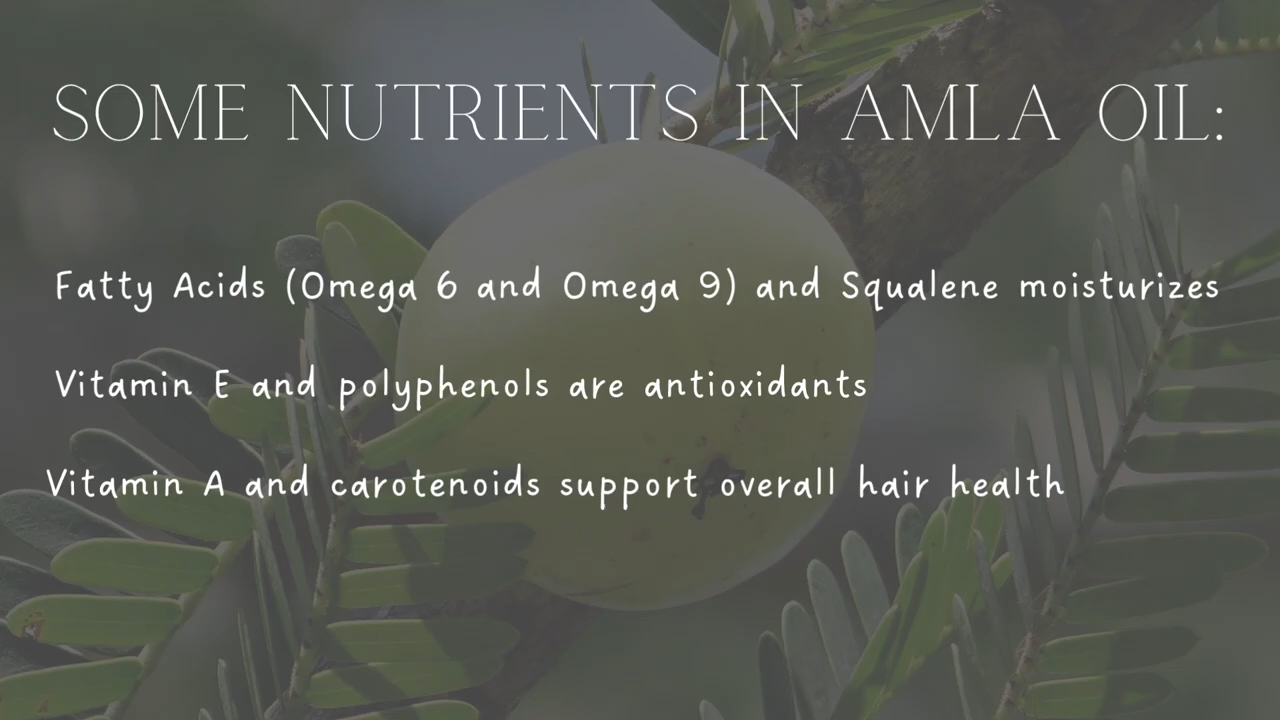 SOME NUTRIENTS IN AMLA OIL:
Fatty Acids (Omega 6 and Omega 9) and Squalene moisturizes
Vitamin E and polyphenols are antioxidants
Vitamin A and carotenoids support overall hair health